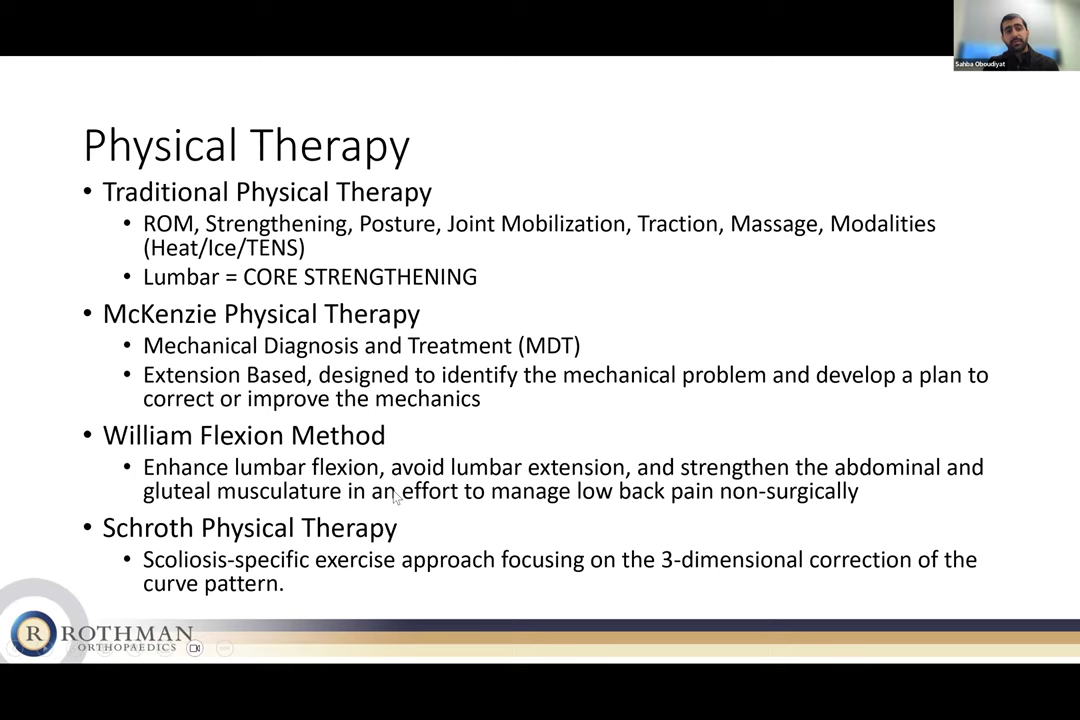 Sahba Oboudiyat
Physical Therapy
• Traditional Physical Therapy
• ROM, Strengthening, Posture, Joint Mobilization, Traction, Massage, Modalities
(Heat/Ice/TENS)
• Lumbar = CORE STRENGTHENING
• McKenzie Physical Therapy
• Mechanical Diagnosis and Treatment (MDT)
• Extension Based, designed to identify the mechanical problem and develop a plan to
correct or improve the mechanics
• William Flexion Method
• Enhance lumbar flexion, avoid lumbar extension, and strengthen the abdominal and
gluteal musculature in an effort to manage low back pain non-surgically
• Schroth Physical Therapy
• Scoliosis-specific exercise approach focusing on the 3-dimensional correction of the
curve pattern.
R ROTHMAN
ORTHOPAEDICS